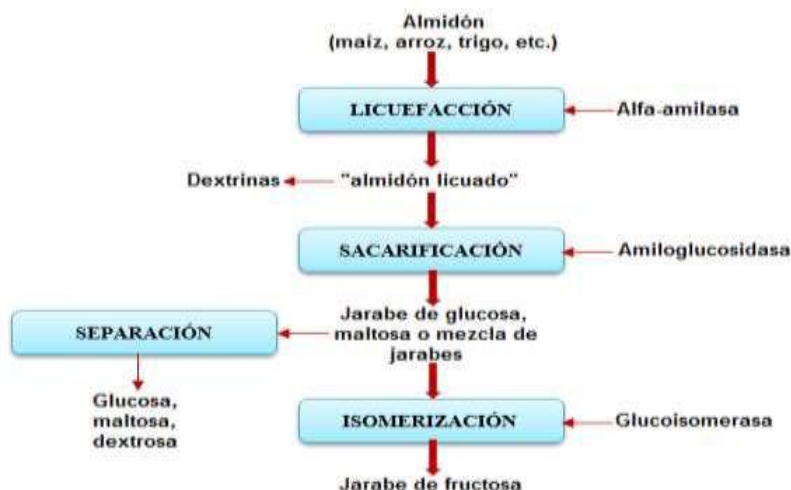 Almidón
(maíz, arroz, trigo, etc.)
LICUEFACCIÓN
Alfa-amilasa
Dextrinas
"almidón licuado"
SACARIFICACIÓN
Amiloglucosidasa
Jarabe de glucosa,
maltosa o mezcla de
jarabes
SEPARACIÓN
Glucosa,
maltosa,
dextrosa
ISOMERIZACIÓN
Glucoisomerasa
Jarabe de fructosa